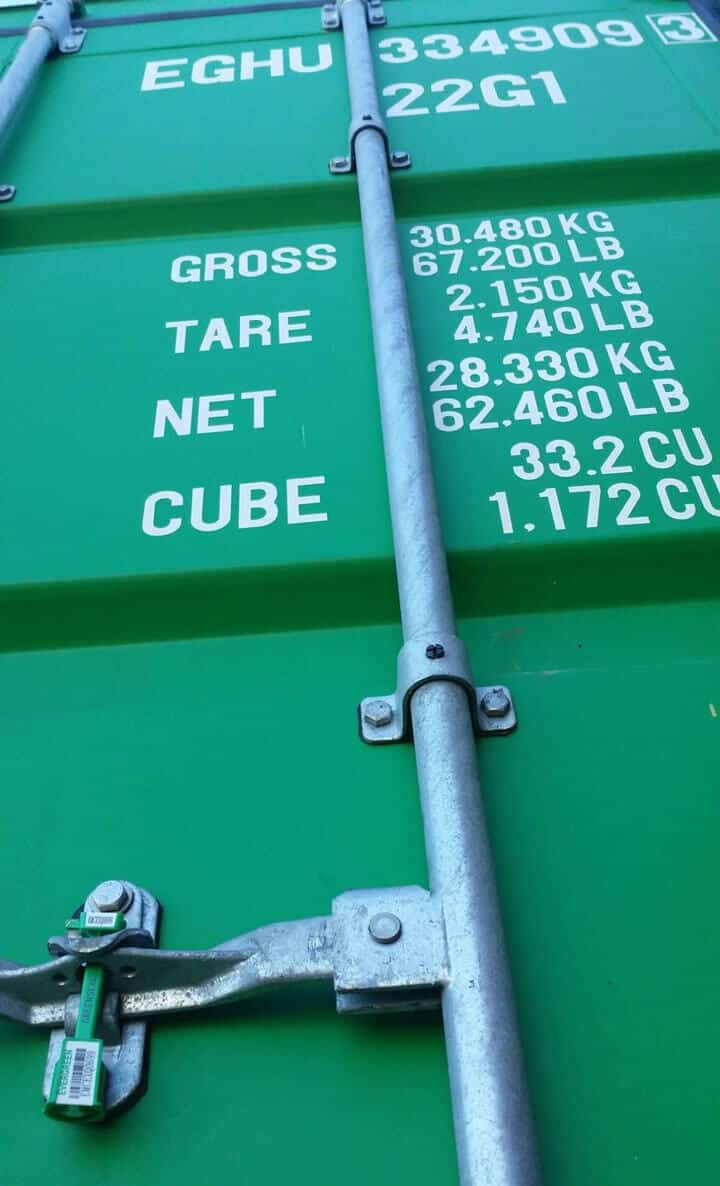 EGHU 334909 3
22G1
GROSS 30.480 KG
67.200 LB
TARE 2.150 KG
4.740 LB
NET 28.330 KG
62.460 LB
CUBE 33.2 CU
1.172 CU
EVERGREEN